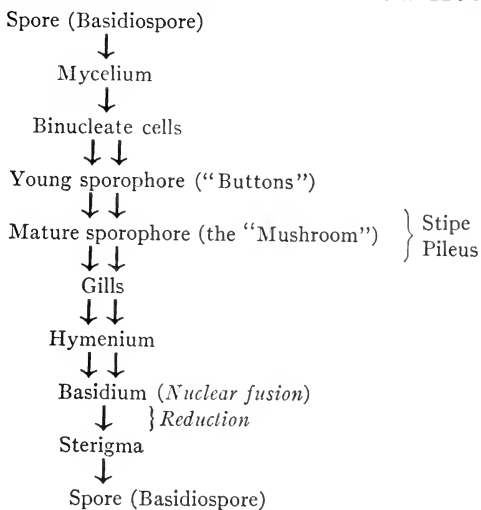 Spore (Basidiospore)
Mycelium
Binucleate cells
Young sporophore ("Buttons")
Mature sporophore (the "Mushroom") } Stipe
Pileus
Gills
Hymenium
Basidium (Nuclear fusion)
} Reduction
Sterigma
Spore (Basidiospore)